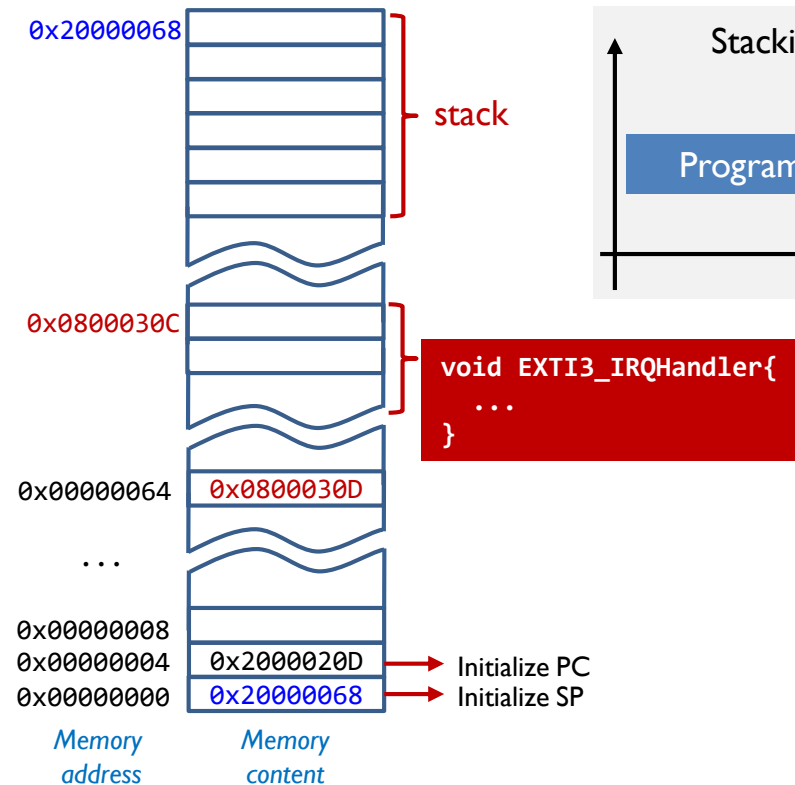 0x20000068
stack
Stacki
Program
0x0800030C
void EXTI3_IRQHandler{
...
}
0x00000064 0x0800030D
...
0x00000008
0x00000004 0x2000020D Initialize PC
0x00000000 0x20000068 Initialize SP
Memory address
Memory content